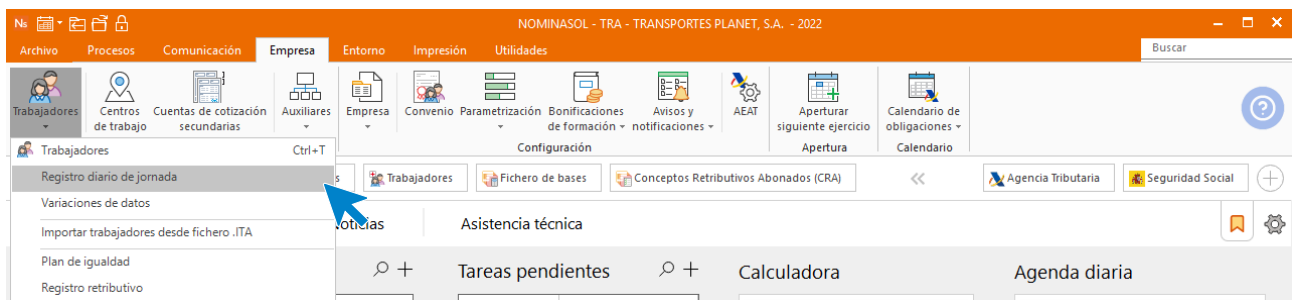 Ns
NOMINASOL - TRA - TRANSPORTES PLANET, S.A. - 2022
Archivo Procesos Comunicación Empresa Entorno Impresión Utilidades Buscar
Trabajadores
Centros
de trabajo
Cuentas de cotización
secundarias
Auxiliares
Empresa
Convenio
Parametrización
Bonificaciones
de formación
Avisos y
notificaciones
AEAT
Aperturar
siguiente ejercicio
Calendario de
obligaciones
Configuración Apertura Calendario
Trabajadores Ctrl+T
Registro diario de jornada
Variaciones de datos
Importar trabajadores desde fichero .ITA
Plan de igualdad
Registro retributivo
s Trabajadores Fichero de bases Conceptos Retributivos Abonados (CRA) << Agencia Tributaria Seguridad Social
oticias Asistencia técnica
Tareas pendientes Calculadora Agenda diaria